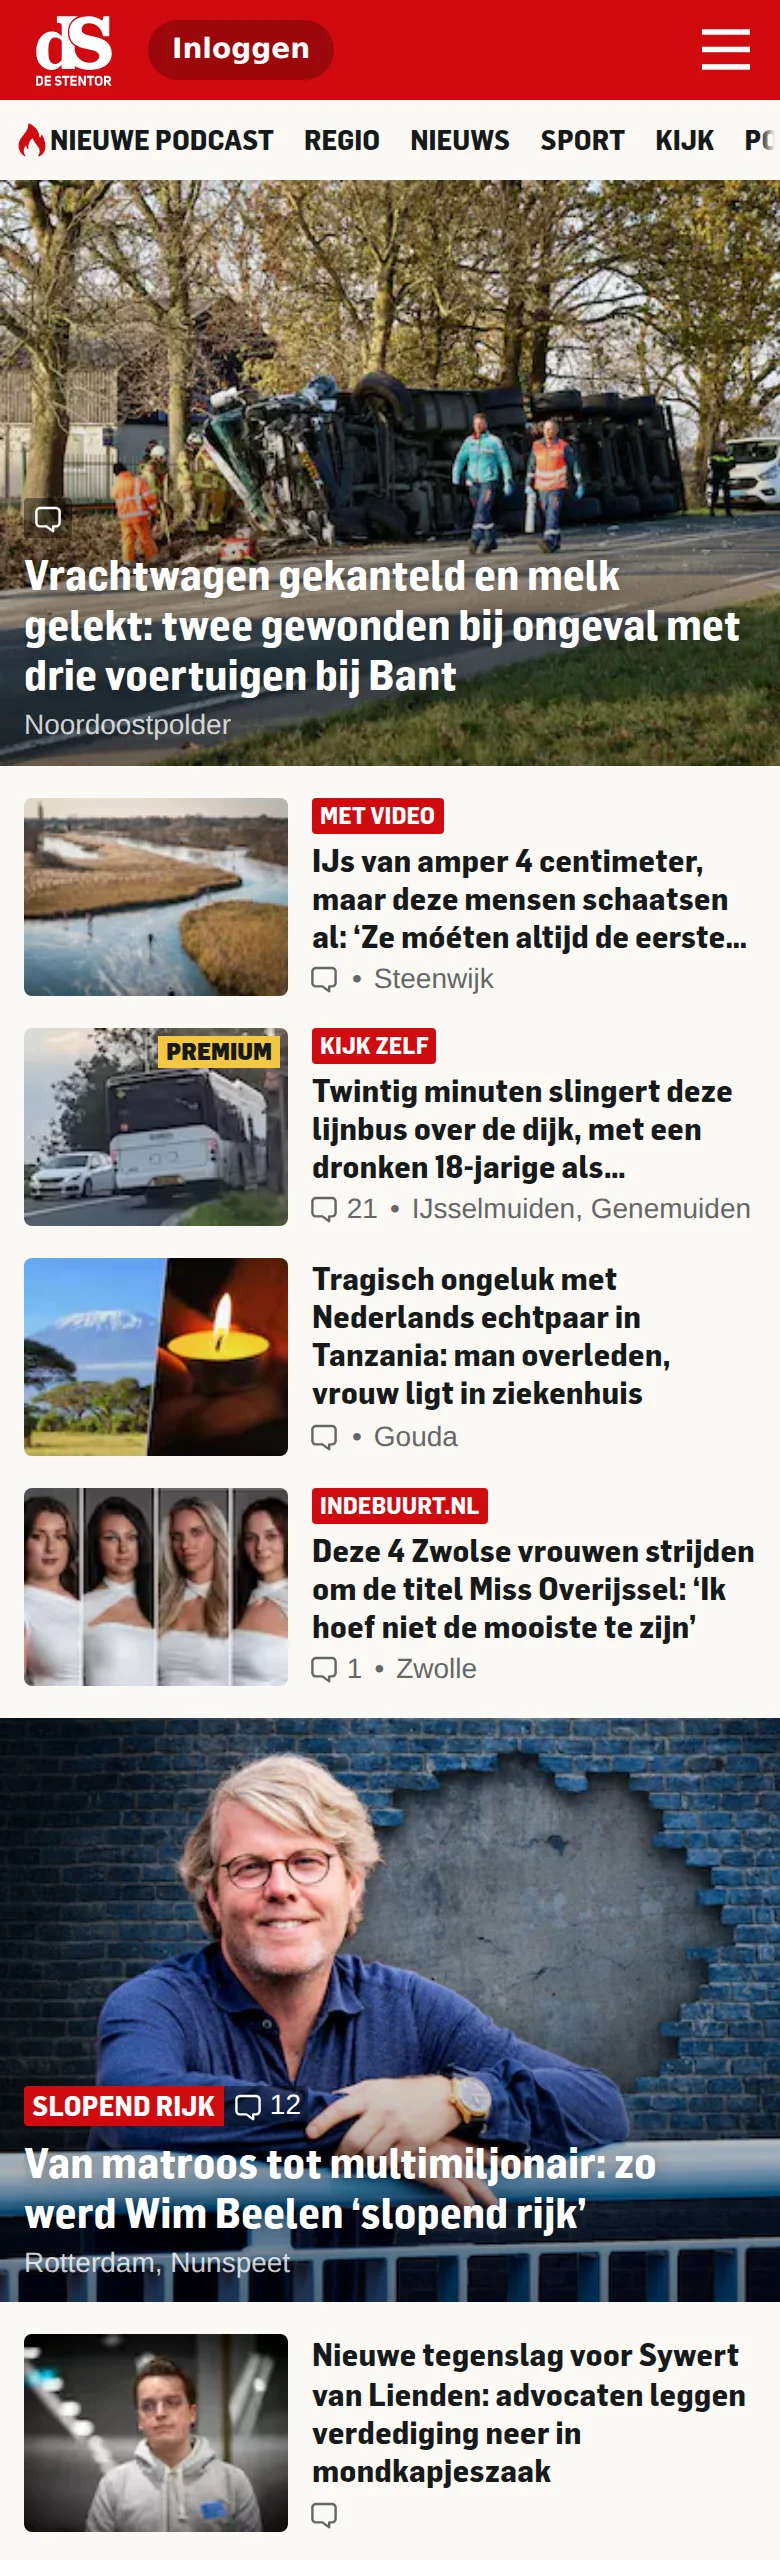 dS
DE STENTOR
Inloggen
NIEUWE PODCAST REGIO NIEUWS SPORT KIJK PO
Vrachtwagen gekanteld en melk
gelekt: twee gewonden bij ongeval met
drie voertuigen bij Bant
Noordoostpolder
MET VIDEO
IJs van amper 4 centimeter,
maar deze mensen schaatsen
al: ‘Ze móéten altijd de eerste...
• Steenwijk
PREMIUM
KIJK ZELF
Twintig minuten slingert deze
lijnbus over de dijk, met een
dronken 18-jarige als...
21 • IJsselmuiden, Genemuiden
Tragisch ongeluk met
Nederlands echtpaar in
Tanzania: man overleden,
vrouw ligt in ziekenhuis
• Gouda
INDEBUURT.NL
Deze 4 Zwolse vrouwen strijden
om de titel Miss Overijssel: ‘Ik
hoef niet de mooiste te zijn’
1 • Zwolle
SLOPEND RIJK 12
Van matroos tot multimiljonair: zo
werd Wim Beelen ‘slopend rijk’
Rotterdam, Nunspeet
Nieuwe tegenslag voor Sywert
van Lienden: advocaten leggen
verdediging neer in
mondkapjeszaak